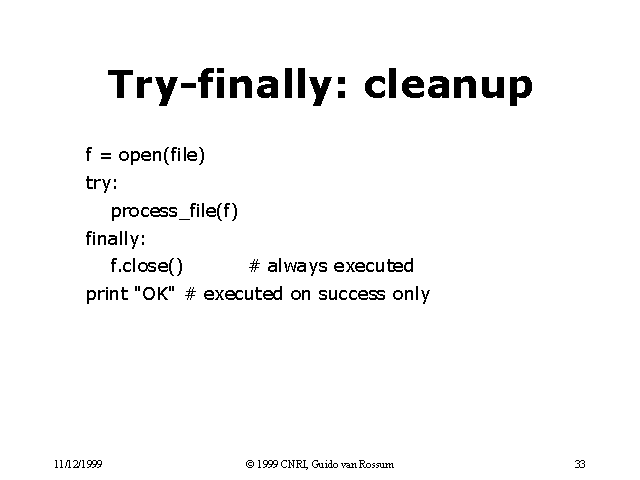 Try-finally: cleanup
f = open(file)
try:
process_file(f)
finally:
f.close() # always executed
print "OK" # executed on success only
11/12/1999 © 1999 CNRI, Guido van Rossum 33